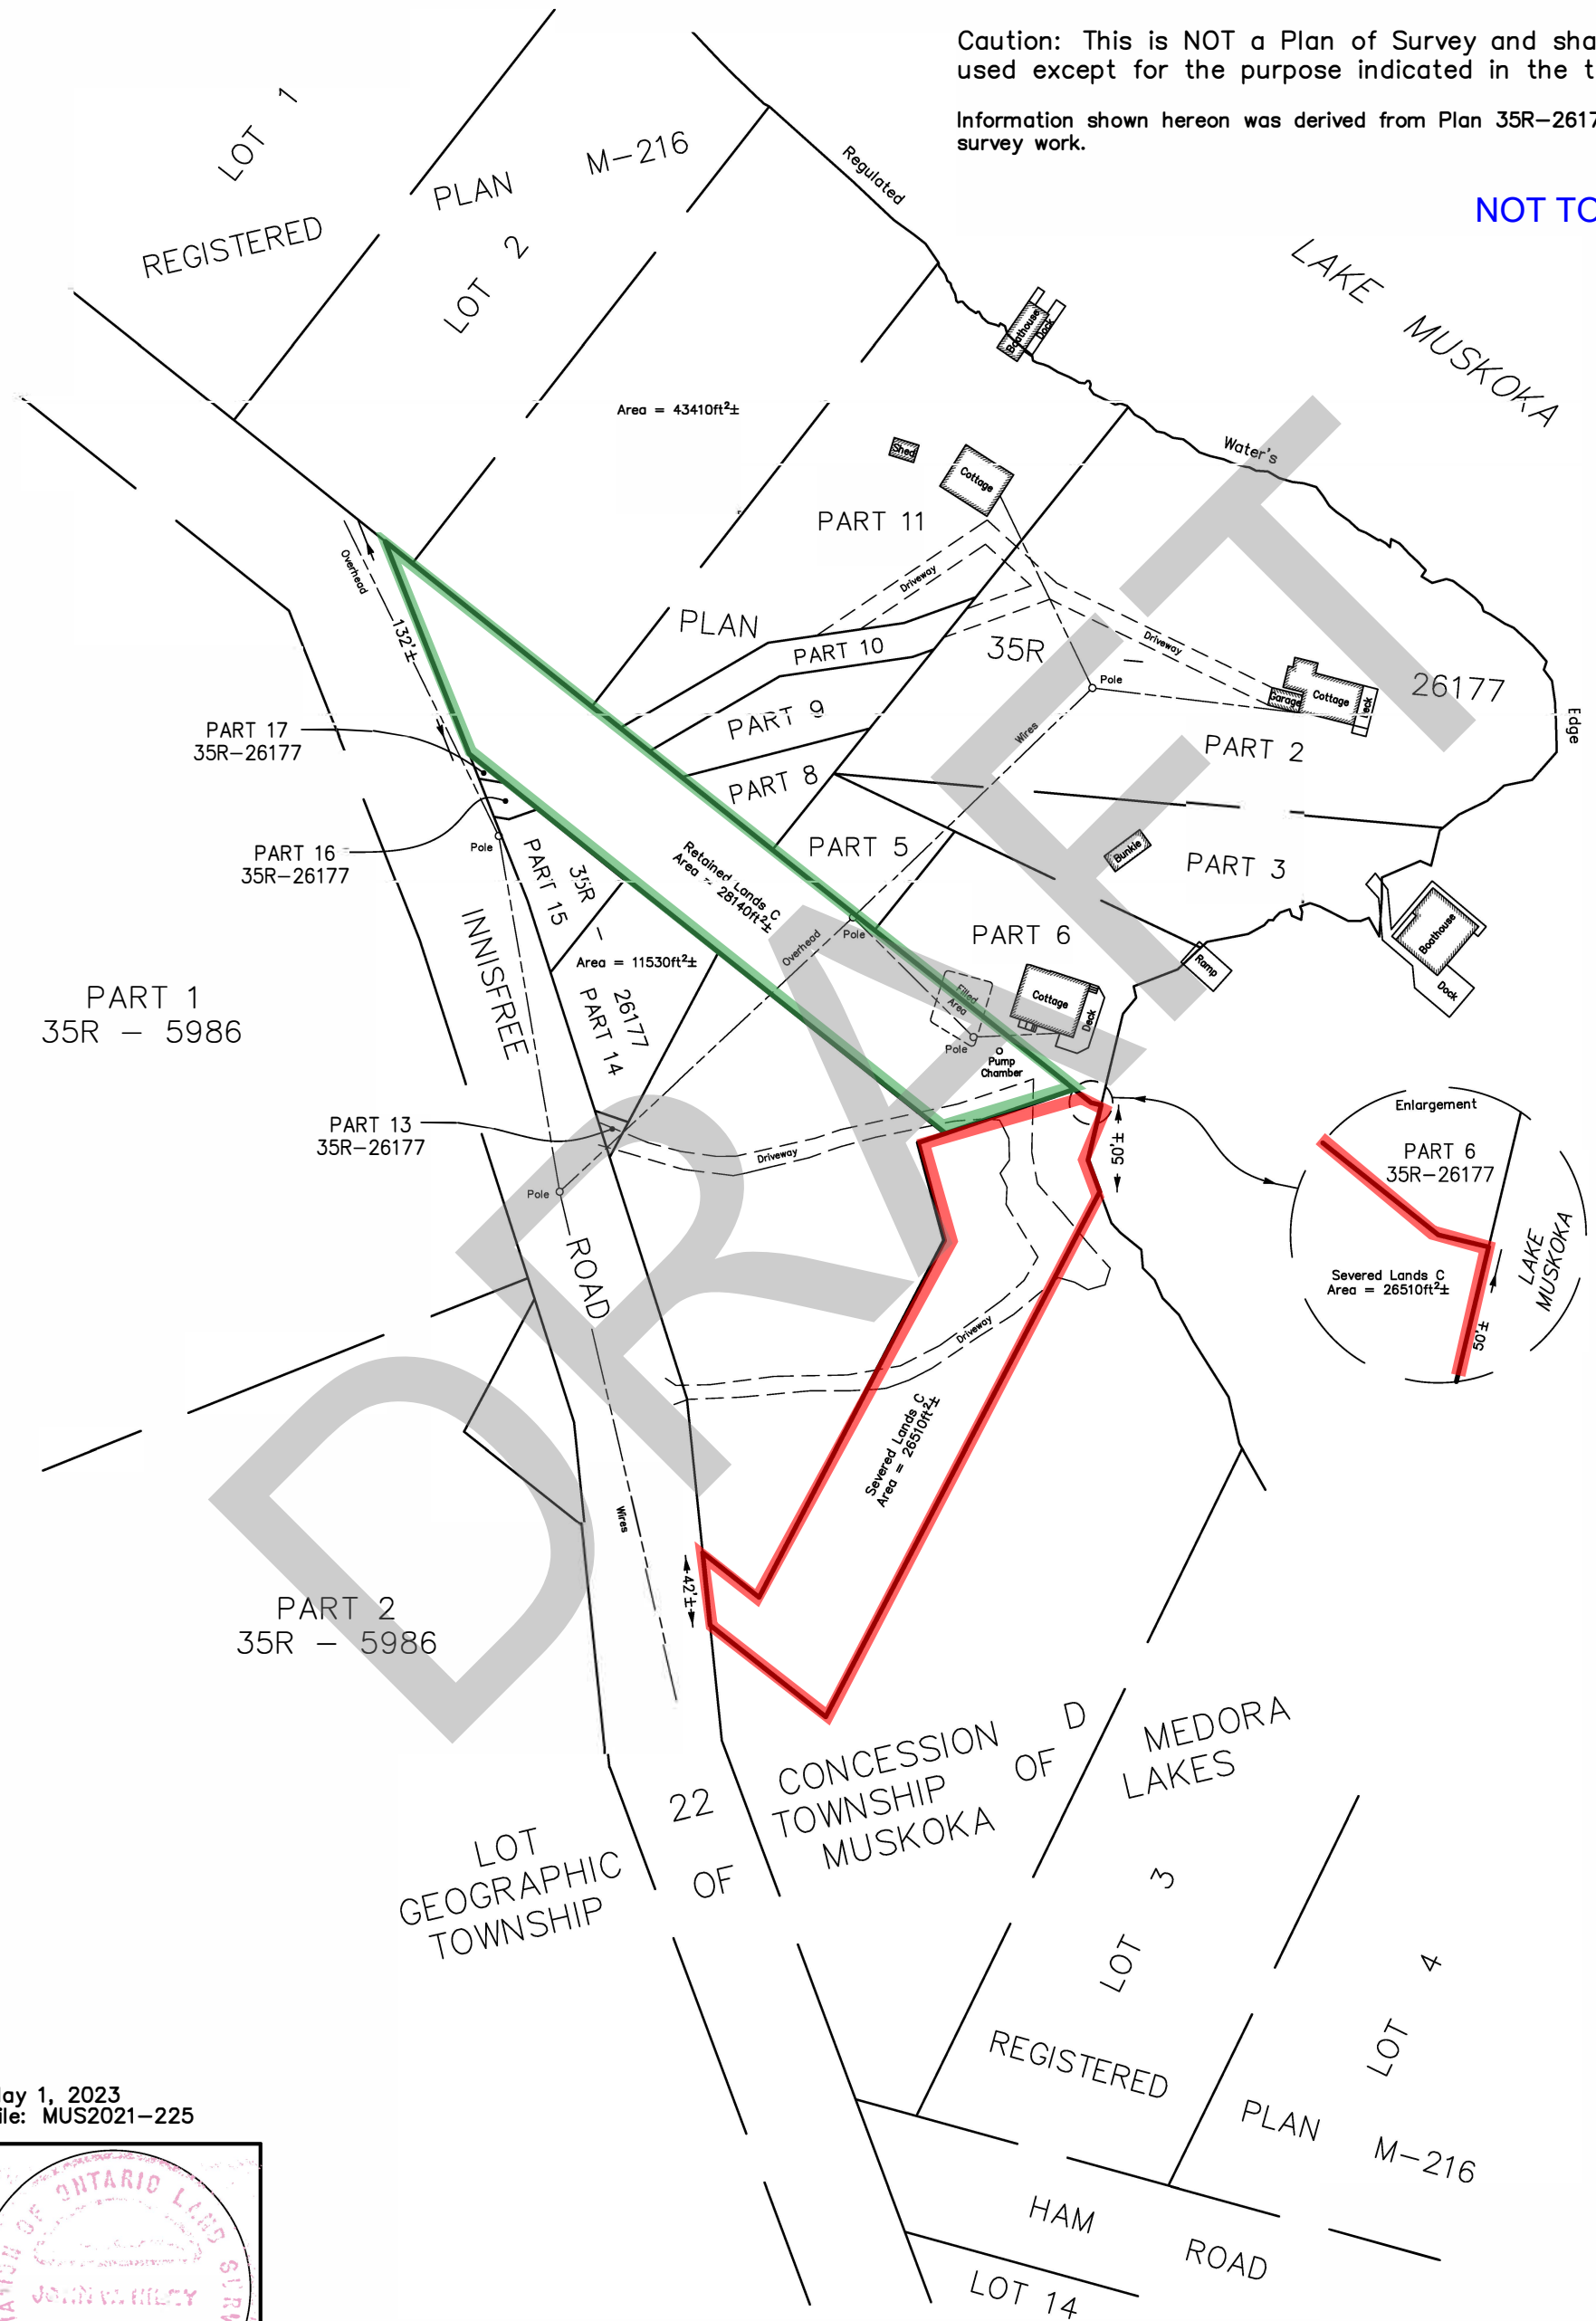 Caution: This is NOT a Plan of Survey and sha
used except for the purpose indicated in the t
Information shown hereon was derived from Plan 35R-2617
survey work.
NOT TO
LOT 1
REGISTERED PLAN M-216
LOT 2
Regulated
LAKE MUSKOKA
Boathouse
Dock
Area = 43410ft²±
Water's
Edge
Shed
Cottage
PART 11
Driveway
Overhead
132'±
PLAN 35R - 26177
PART 10
Driveway
Pole
Garage
Cottage
Deck
PART 9
Wires
PART 2
PART 17
35R-26177
PART 8
PART 16
35R-26177
Pole
PART 15
35R - 26177
Retained Lands C
Area = 28140ft²±
PART 5
Bunkie
PART 3
Boathouse
Dock
INNISFREE ROAD
Area = 11530ft²±
PART 14
Overhead
Pole
PART 6
Ramp
PART 1
35R - 5986
Filled
Area
Cottage
Deck
Pole
Pump
Chamber
PART 13
35R-26177
Driveway
50'±
Enlargement
PART 6
35R-26177
Severed Lands C
Area = 26510ft²±
LAKE
MUSKOKA
50'±
Pole
Driveway
Severed Lands C
Area = 26510ft²±
Wires
42'±
PART 2
35R - 5986
DRAFT
LOT 22 CONCESSION D
GEOGRAPHIC TOWNSHIP OF MEDORA
TOWNSHIP OF MUSKOKA LAKES
LOT 3
LOT 4
REGISTERED PLAN M-216
HAM ROAD
LOT 14
ay 1, 2023
ile: MUS2021-225
OF ONTARIO LAND SURV